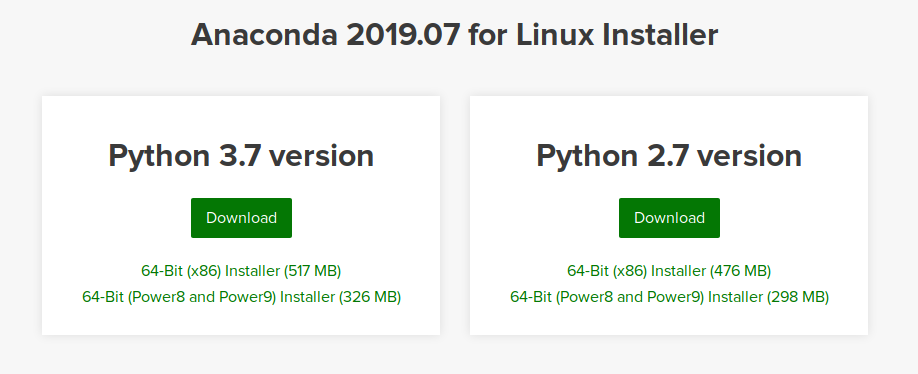 Anaconda 2019.07 for Linux Installer
Python 3.7 version
Download
64-Bit (x86) Installer (517 MB)
64-Bit (Power8 and Power9) Installer (326 MB)
Python 2.7 version
Download
64-Bit (x86) Installer (476 MB)
64-Bit (Power8 and Power9) Installer (298 MB)